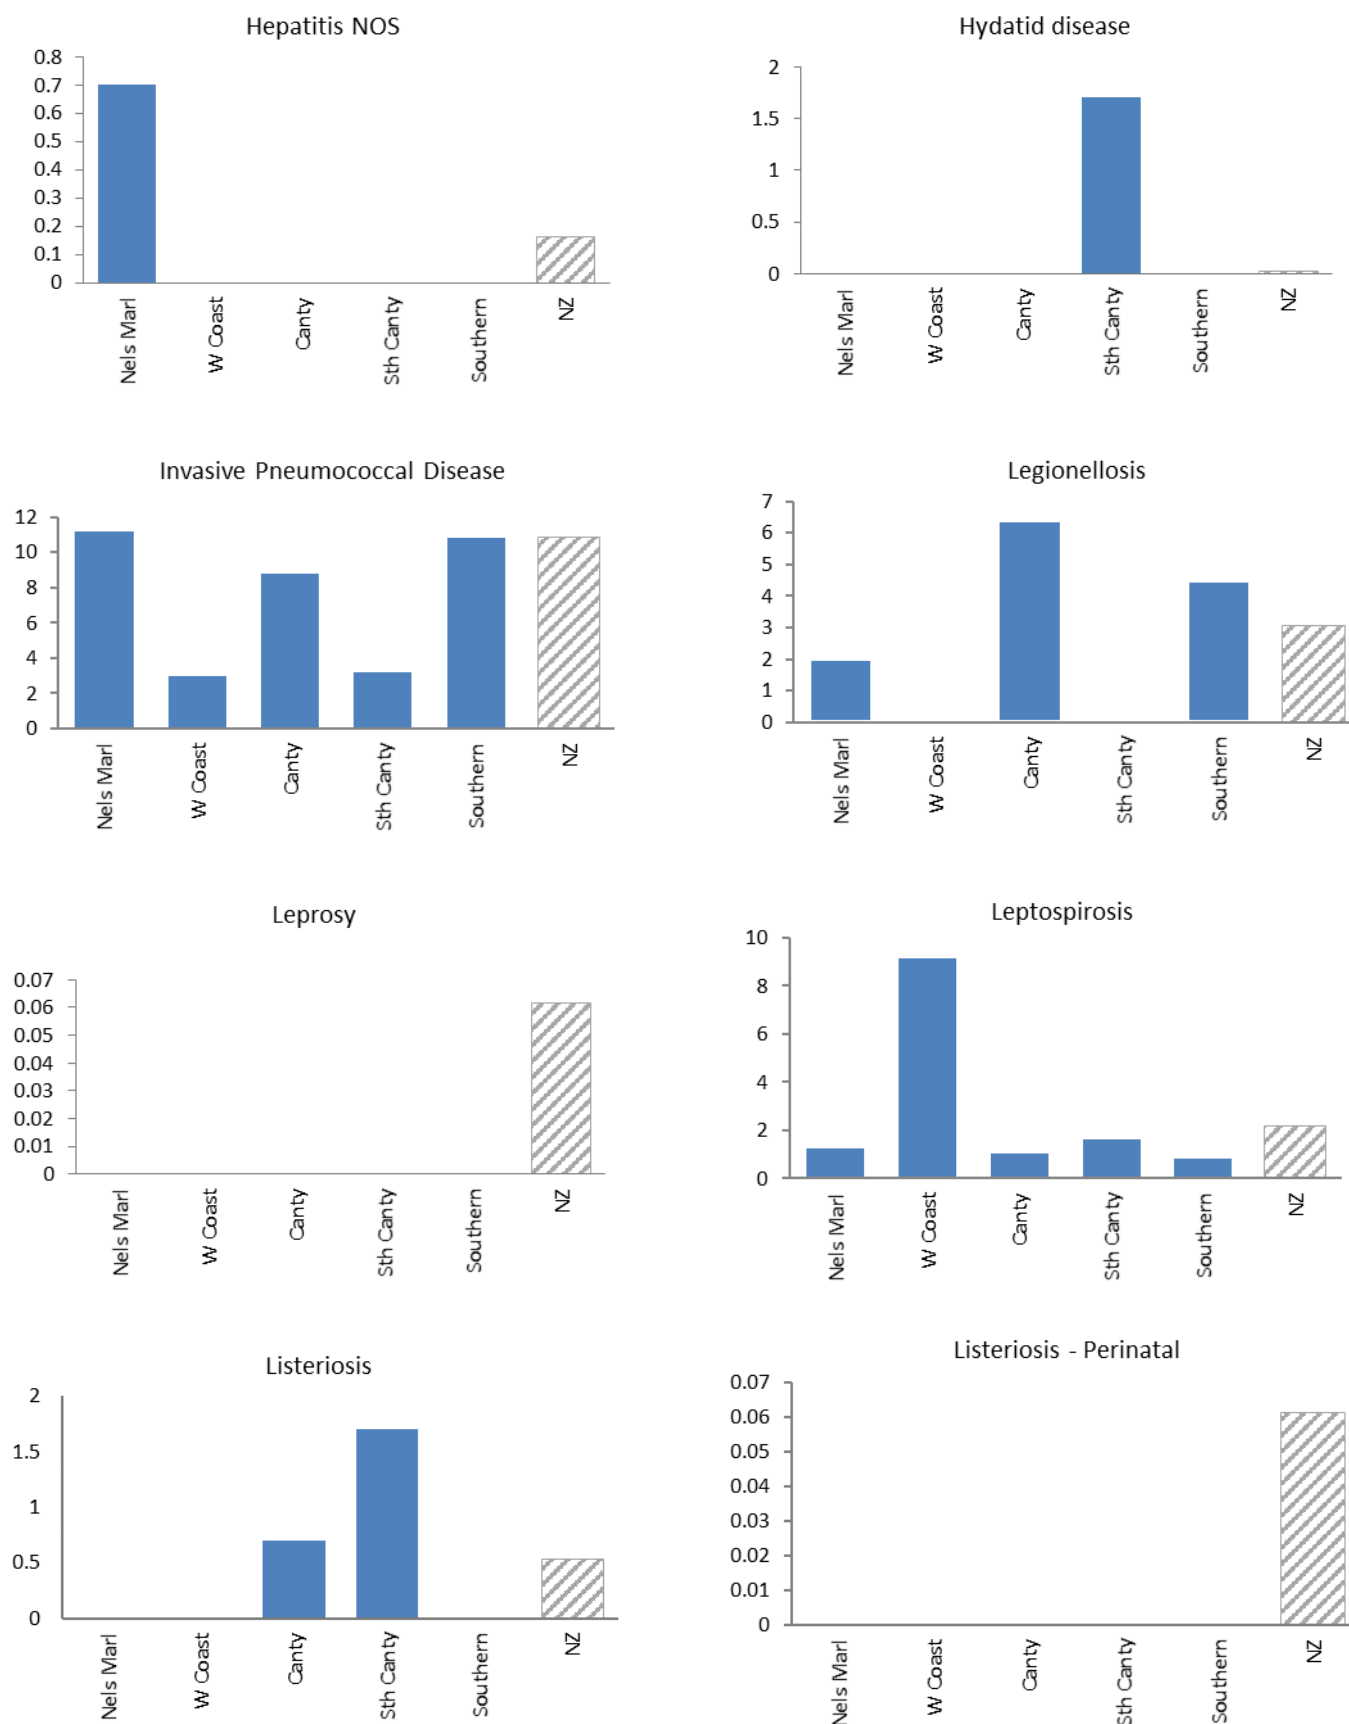 Hepatitis NOS
0.8
0.7
0.6
0.5
0.4
0.3
0.2
0.1
0
Nels Marl
W Coast
Canty
Sth Canty
Southern
NZ
Hydatid disease
2
1.5
1
0.5
0
Nels Marl
W Coast
Canty
Sth Canty
Southern
NZ
Invasive Pneumococcal Disease
12
10
8
6
4
2
0
Nels Marl
W Coast
Canty
Sth Canty
Southern
NZ
Legionellosis
7
6
5
4
3
2
1
0
Nels Marl
W Coast
Canty
Sth Canty
Southern
NZ
Leprosy
0.07
0.06
0.05
0.04
0.03
0.02
0.01
0
Nels Marl
W Coast
Canty
Sth Canty
Southern
NZ
Leptospirosis
10
8
6
4
2
0
Nels Marl
W Coast
Canty
Sth Canty
Southern
NZ
Listeriosis
2
1.5
1
0.5
0
Nels Marl
W Coast
Canty
Sth Canty
Southern
NZ
Listeriosis - Perinatal
0.07
0.06
0.05
0.04
0.03
0.02
0.01
0
Nels Marl
W Coast
Canty
Sth Canty
Southern
NZ